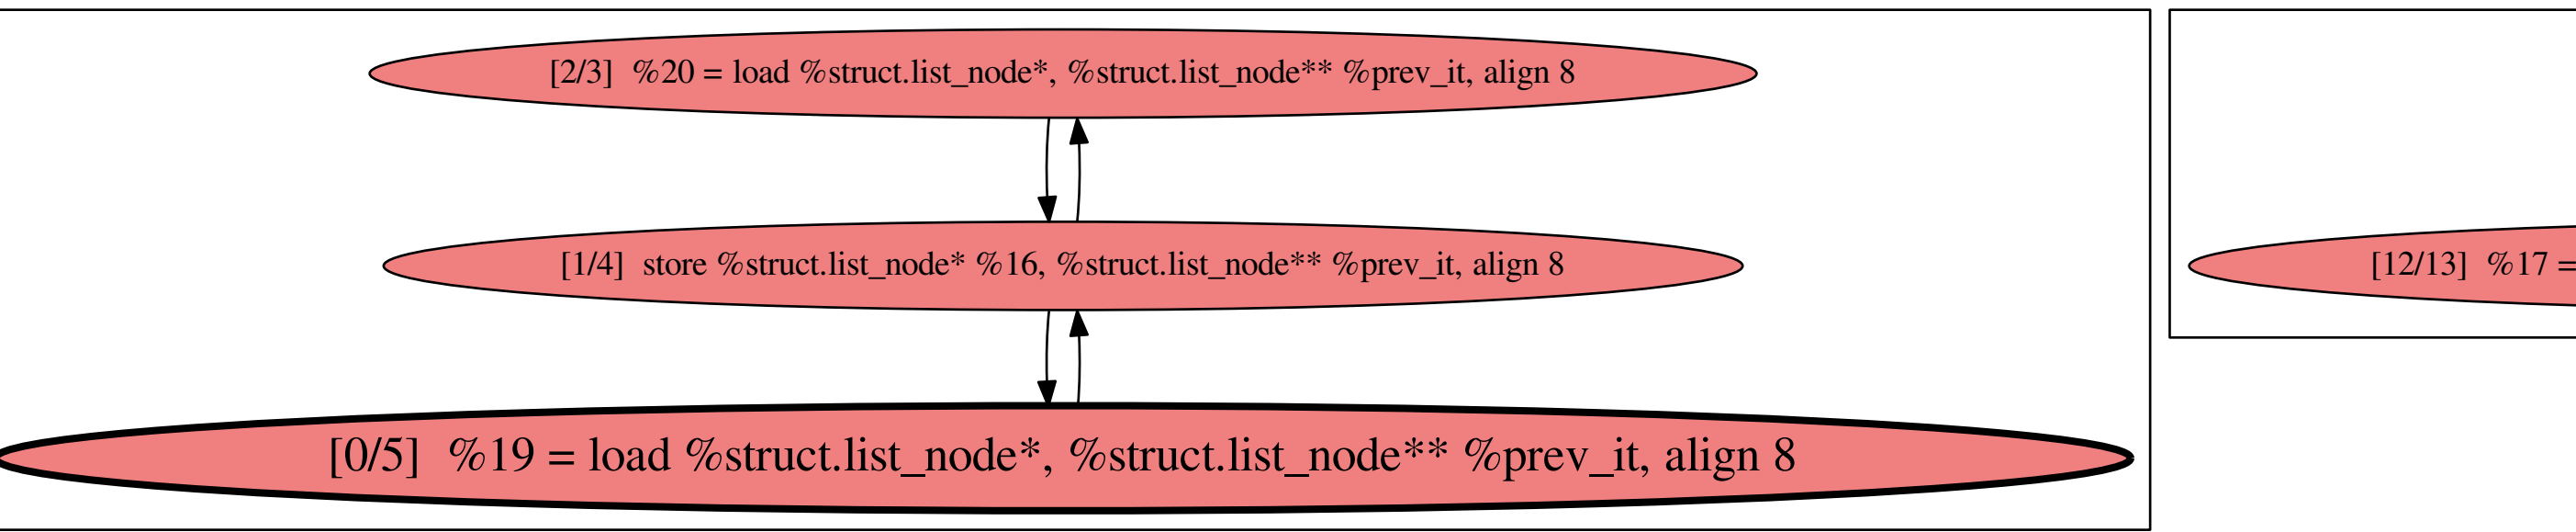 [2/3]  %20 = load %struct.list_node*, %struct.list_node** %prev_it, align 8
[1/4]  store %struct.list_node* %16, %struct.list_node** %prev_it, align 8
[12/13]  %17 =
[0/5]  %19 = load %struct.list_node*, %struct.list_node** %prev_it, align 8